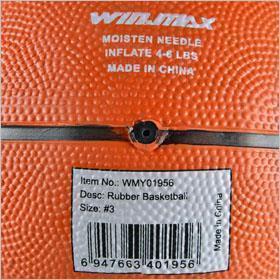 WINMAX
MOISTEN NEEDLE
INFLATE 4-6 LBS
MADE IN CHINA
Item No.: WMY01956
Desc: Rubber Basketball
Size: #3
Made in China
6 947663 401956